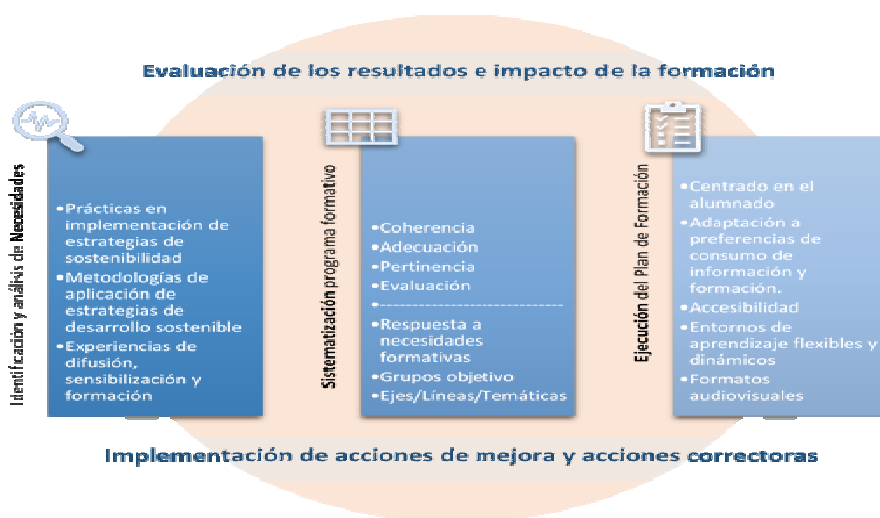 Evaluación de los resultados e impacto de la formación
Identificación y análisis de Necesidades
•Prácticas en
implementación de
estrategias de
sostenibilidad
•Metodologías de
aplicación de
estrategias de
desarrollo sostenible
•Experiencias de
difusión,
sensibilización y
formación
Sistematización programa formativo
•Coherencia
•Adecuación
•Pertinencia
•Evaluación
•------------------------------
•Respuesta a
necesidades
formativas
•Grupos objetivo
•Ejes/Líneas/Temáticas
Ejecución del Plan de Formación
•Centrado en el
alumnado
•Adaptación a
preferencias de
consumo de
información y
formación.
•Accesibilidad
•Entornos de
aprendizaje flexibles y
dinámicos
•Formatos
audiovisuales
Implementación de acciones de mejora y acciones correctoras